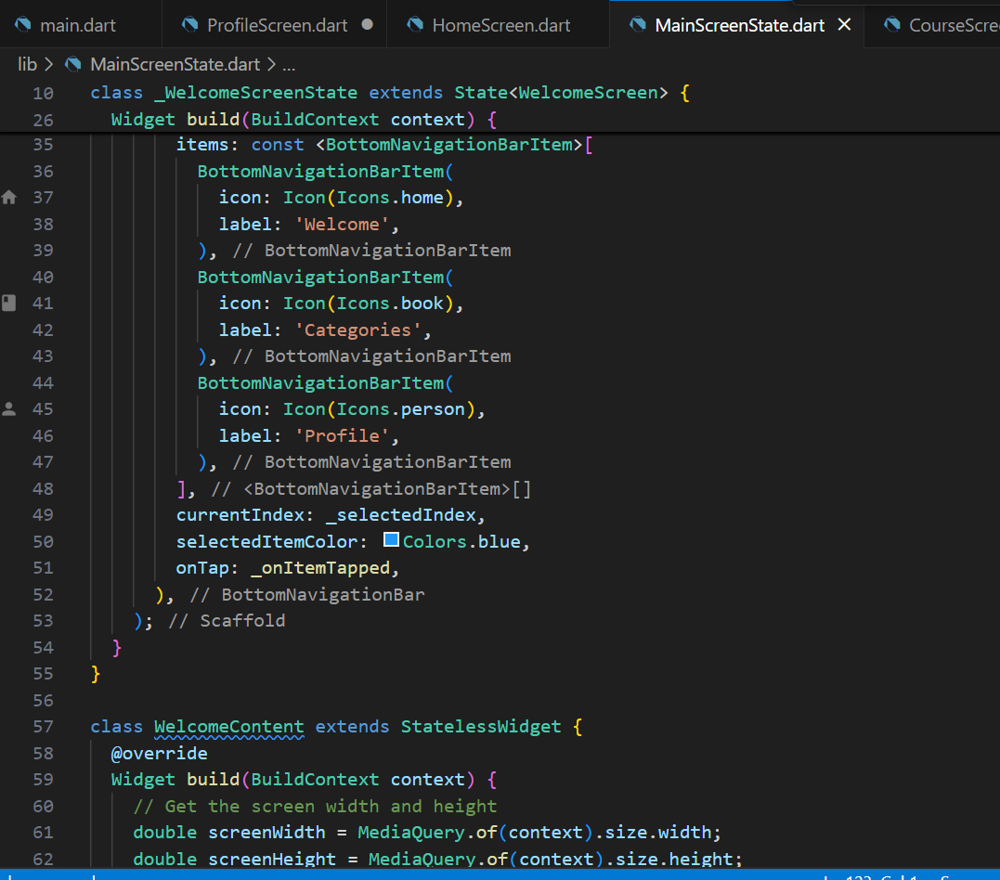 main.dart ProfileScreen.dart HomeScreen.dart MainScreenState.dart CourseScre
lib > MainScreenState.dart > ...
10 class _WelcomeScreenState extends State<WelcomeScreen> {
26 Widget build(BuildContext context) {
35 items: const <BottomNavigationBarItem>[
36 BottomNavigationBarItem(
37 icon: Icon(Icons.home),
38 label: 'Welcome',
39 ), // BottomNavigationBarItem
40 BottomNavigationBarItem(
41 icon: Icon(Icons.book),
42 label: 'Categories',
43 ), // BottomNavigationBarItem
44 BottomNavigationBarItem(
45 icon: Icon(Icons.person),
46 label: 'Profile',
47 ), // BottomNavigationBarItem
48 ], // <BottomNavigationBarItem>[]
49 currentIndex: _selectedIndex,
50 selectedItemColor: Colors.blue,
51 onTap: _onItemTapped,
52 ), // BottomNavigationBar
53 ); // Scaffold
54 }
55 }
56
57 class WelcomeContent extends StatelessWidget {
58 @override
59 Widget build(BuildContext context) {
60 // Get the screen width and height
61 double screenWidth = MediaQuery.of(context).size.width;
62 double screenHeight = MediaQuery.of(context).size.height;